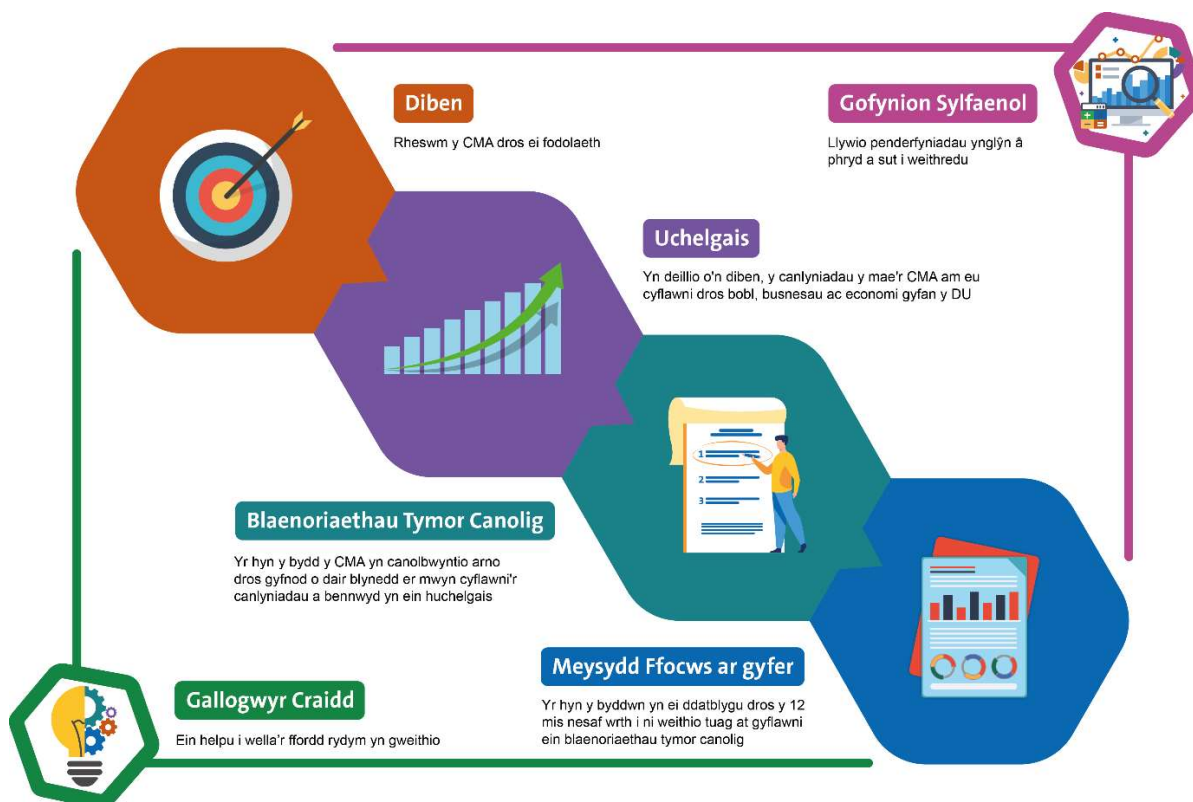 Diben
Rheswm y CMA dros ei fodolaeth
Gofynion Sylfaenol
Llywio penderfyniadau ynglŷn â
phryd a sut i weithredu
Uchelgais
Yn deillio o'n diben, y canlyniadau y mae'r CMA am eu
cyflawni dros bobl, busnesau ac economi gyfan y DU
1
2
3
Blaenoriaethau Tymor Canolig
Yr hyn y bydd y CMA yn canolbwyntio arno
dros gyfnod o dair blynedd er mwyn cyflawni'r
canlyniadau a bennwyd yn ein huchelgais
Meysydd Ffocws ar gyfer
Yr hyn y byddwn yn ei ddatblygu dros y 12
mis nesaf wrth i ni weithio tuag at gyflawni
ein blaenoriaethau tymor canolig
Gallogwyr Craidd
Ein helpu i wella'r ffordd rydym yn gweithio